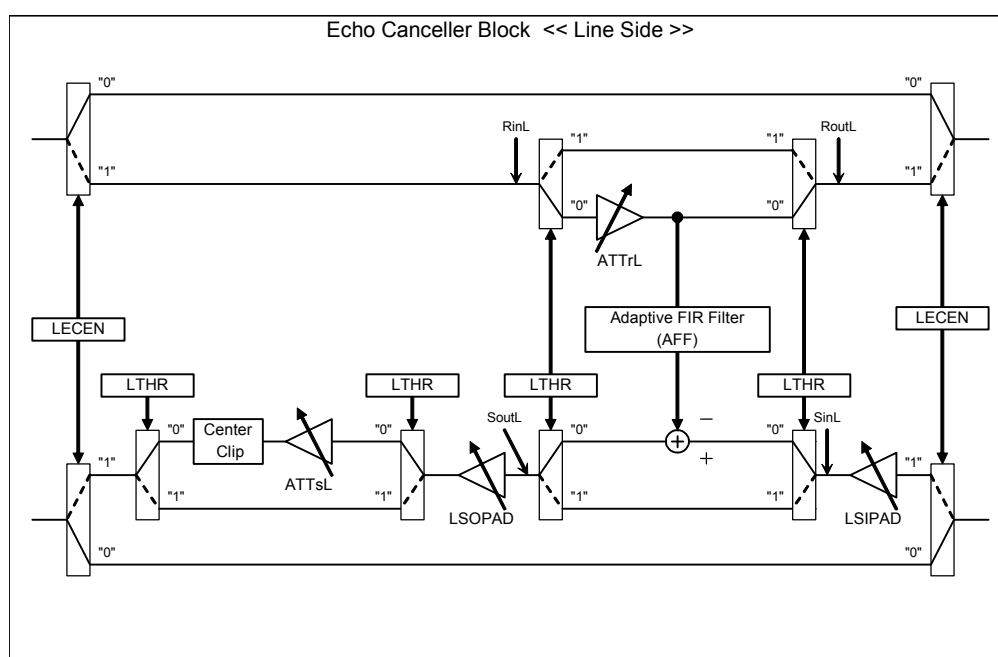 Echo Canceller Block << Line Side >>
"0" "0"
RinL "1" "1" RoutL
"1" "1"
"0" "0"
ATTrL
LECEN Adaptive FIR Filter (AFF) LECEN
LTHR LTHR LTHR LTHR
SoutL SinL
"0" Center Clip "0" "0" − "0"
+ +
"1" "1"
ATTsL
"1" "1" "1" "1"
LSOPAD LSIPAD
"0" "0"